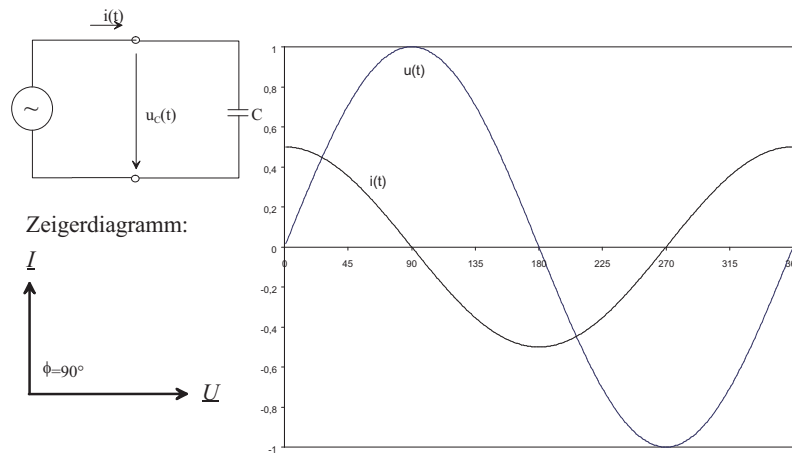 i(t)
~
u_C(t)
C
Zeigerdiagramm:
I
ϕ=90°
U
1
0,8
0,6
0,4
0,2
0
-0,2
-0,4
-0,6
-0,8
-1
u(t)
i(t)
0 45 90 135 180 225 270 315